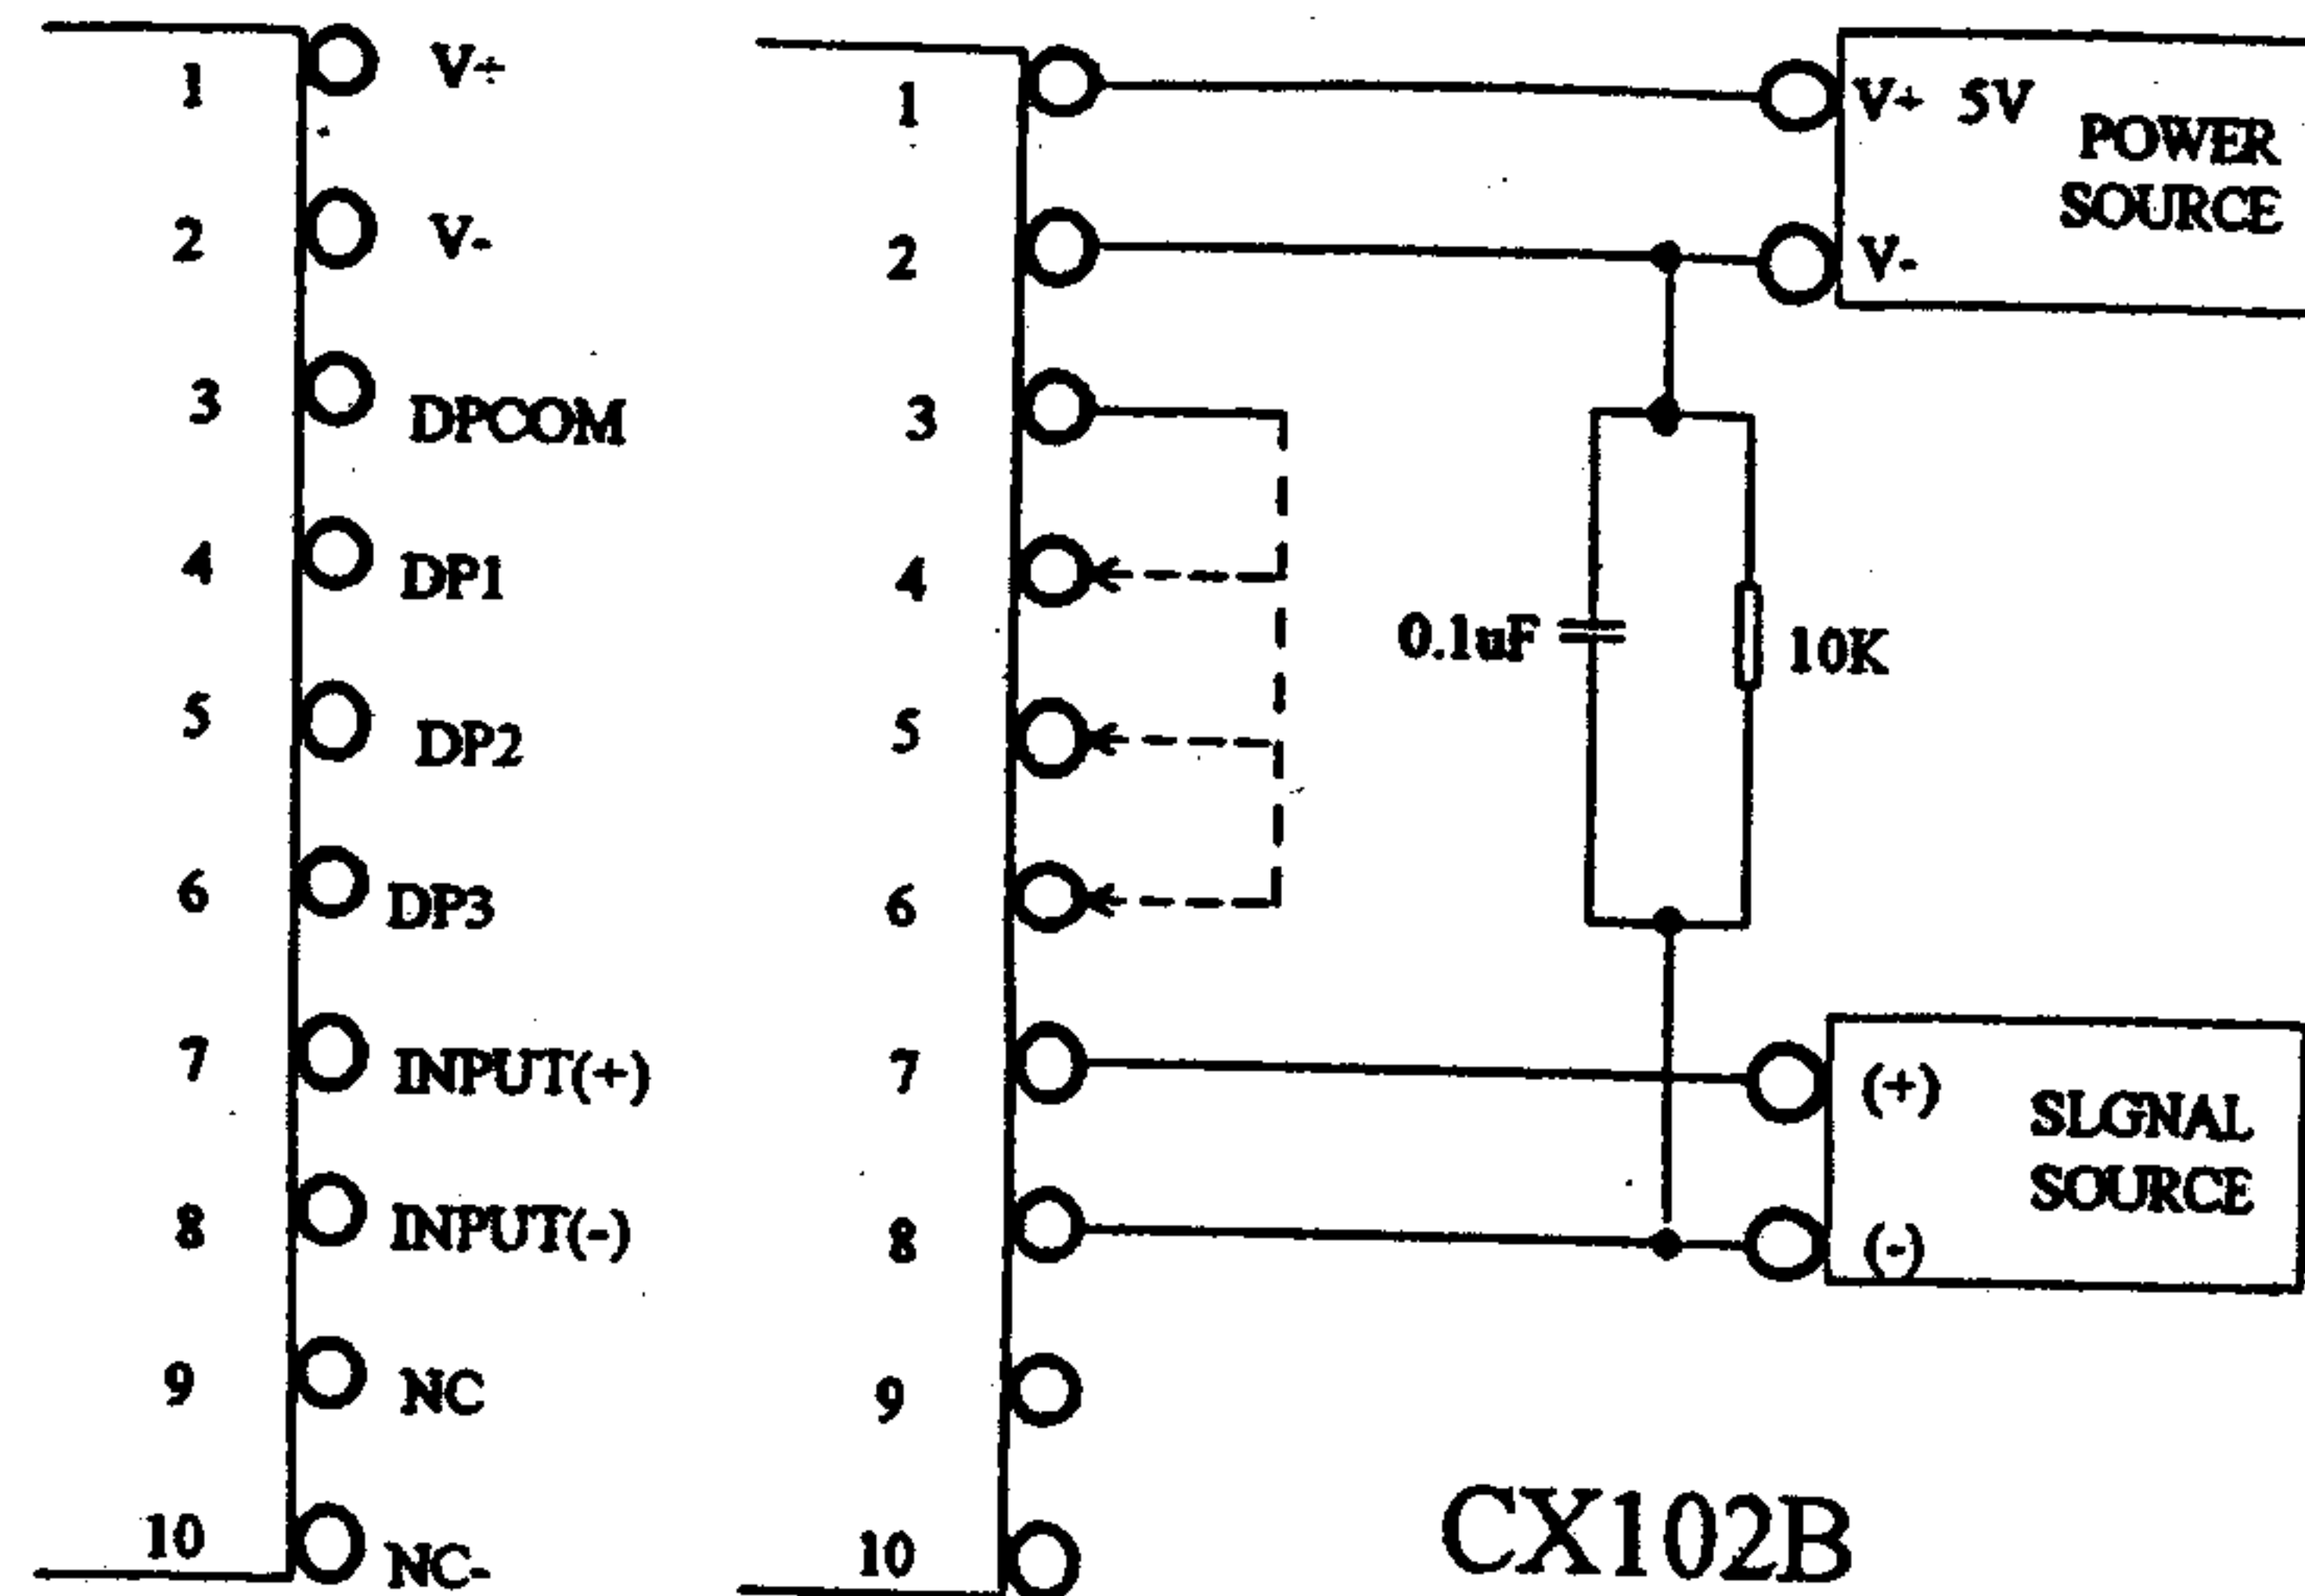 1 V+
2 V-
3 DPCOM
4 DP1
5 DP2
6 DP3
7 INPUT(+)
8 INPUT(-)
9 NC
10 NC-
1
2
3
4
5
6
7
8
9
10
V+ 5V
POWER
SOURCE
V-
0.1uF
10K
(+)
SLGNAL
SOURCE
(-)
CX102B